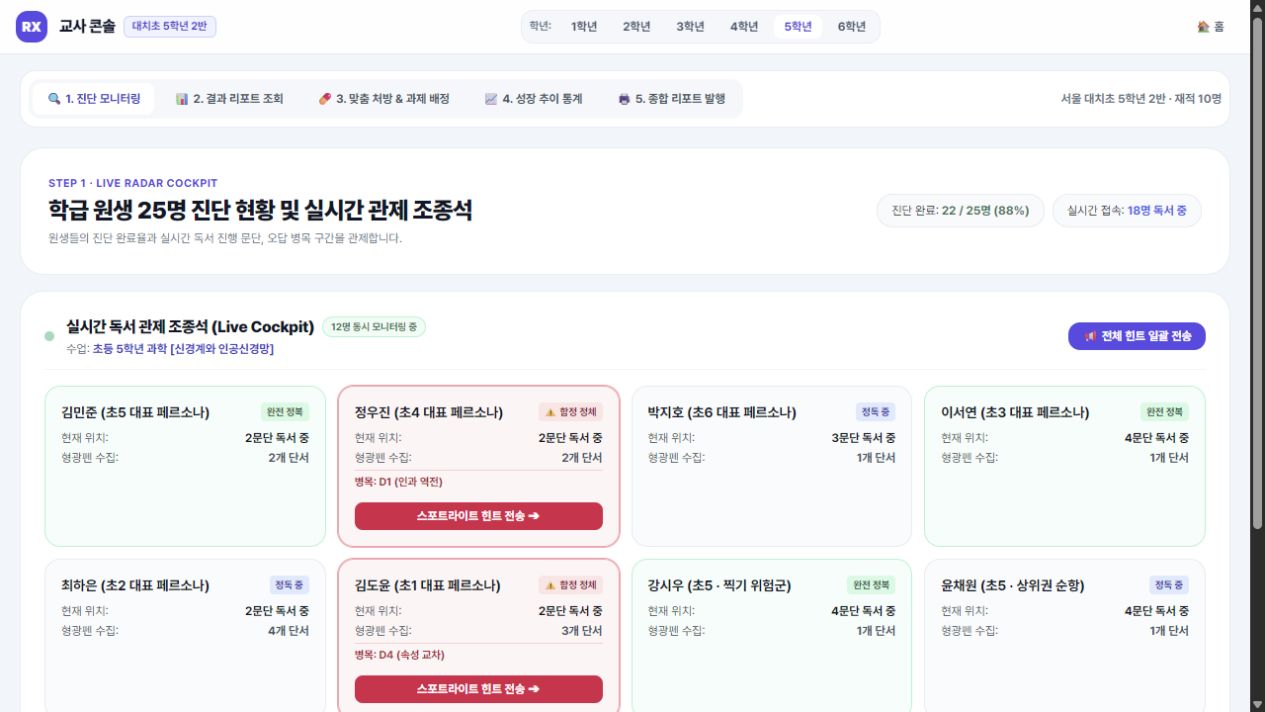 RX 교사 콘솔 대치초 5학년 2반 학년: 1학년 2학년 3학년 4학년 5학년 6학년 홈
1. 진단 모니터링 2. 결과 리포트 조회 3. 맞춤 처방 & 과제 배정 4. 성장 추이 통계 5. 종합 리포트 발행 서울 대치초 5학년 2반 · 재적 10명
STEP 1 · LIVE RADAR COCKPIT
학급 원생 25명 진단 현황 및 실시간 관제 조종석
진단 완료: 22 / 25명 (88%) 실시간 접속: 18명 독서 중
원생들의 진단 완료율과 실시간 독서 진행 문단, 오답 병목 구간을 관제합니다.
실시간 독서 관제 조종석 (Live Cockpit) 12명 동시 모니터링 중
수업: 초등 5학년 과학 [신경계와 인공신경망]
전체 힌트 일괄 전송
김민준 (초5 대표 페르소나) 완전 정복
현재 위치: 2문단 독서 중
형광펜 수집: 2개 단서
정우진 (초4 대표 페르소나) 함정 정체
현재 위치: 2문단 독서 중
형광펜 수집: 2개 단서
병목: D1 (인과 역전)
스포트라이트 힌트 전송 ➔
박지호 (초6 대표 페르소나) 정독 중
현재 위치: 3문단 독서 중
형광펜 수집: 1개 단서
이서연 (초3 대표 페르소나) 완전 정복
현재 위치: 4문단 독서 중
형광펜 수집: 1개 단서
최하은 (초2 대표 페르소나) 정독 중
현재 위치: 2문단 독서 중
형광펜 수집: 4개 단서
김도윤 (초1 대표 페르소나) 함정 정체
현재 위치: 2문단 독서 중
형광펜 수집: 3개 단서
병목: D4 (속성 교차)
스포트라이트 힌트 전송 ➔
강시우 (초5 · 찍기 위험군) 완전 정복
현재 위치: 4문단 독서 중
형광펜 수집: 1개 단서
윤채원 (초5 · 상위권 순항) 정독 중
현재 위치: 4문단 독서 중
형광펜 수집: 1개 단서